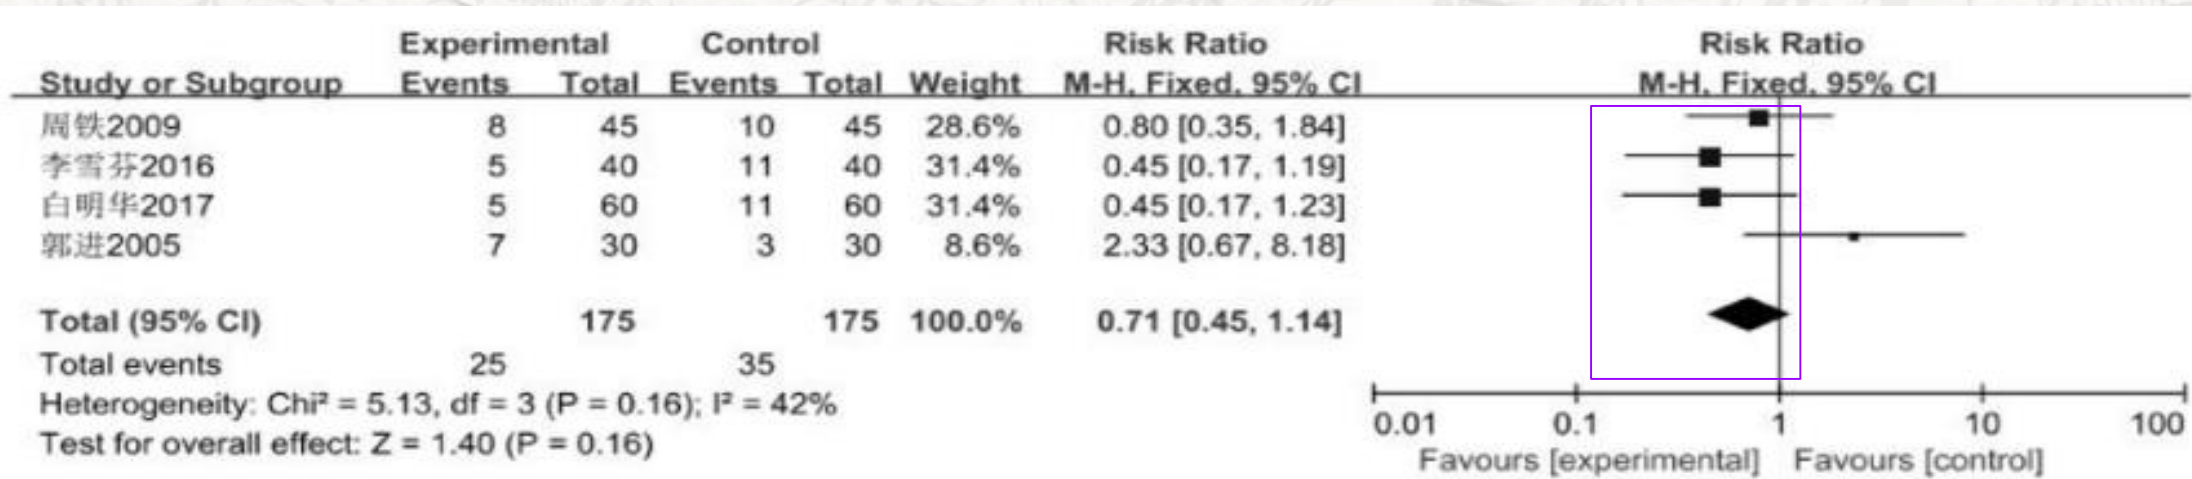 Experimental Control Risk Ratio Risk Ratio
Study or Subgroup Events Total Events Total Weight M-H, Fixed, 95% CI M-H, Fixed, 95% CI
周铁2009 8 45 10 45 28.6% 0.80 [0.35, 1.84]
李雪芬2016 5 40 11 40 31.4% 0.45 [0.17, 1.19]
白明华2017 5 60 11 60 31.4% 0.45 [0.17, 1.23]
郭进2005 7 30 3 30 8.6% 2.33 [0.67, 8.18]
Total (95% CI) 175 175 100.0% 0.71 [0.45, 1.14]
Total events 25 35
Heterogeneity: Chi² = 5.13, df = 3 (P = 0.16); I² = 42%
Test for overall effect: Z = 1.40 (P = 0.16)
0.01 0.1 1 10 100
Favours [experimental] Favours [control]